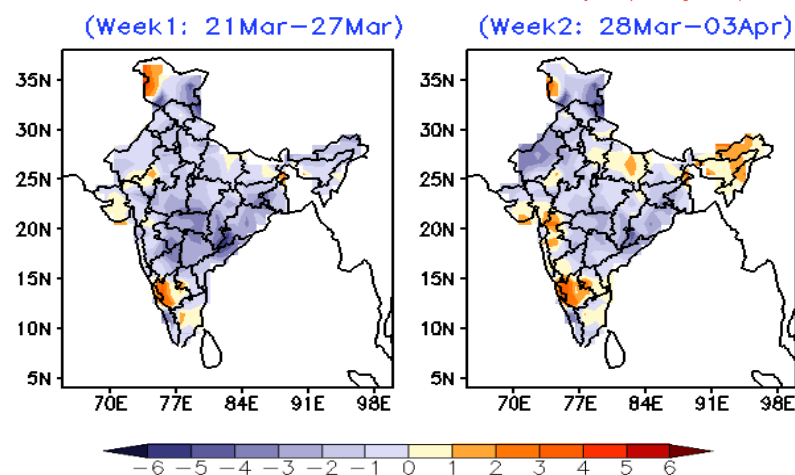 (Week1: 21Mar−27Mar)
(Week2: 28Mar−03Apr)
35N
30N
25N
20N
15N
10N
5N
70E 77E 84E 91E 98E
35N
30N
25N
20N
15N
10N
5N
70E 77E 84E 91E 98E
−6 −5 −4 −3 −2 −1 0 1 2 3 4 5 6